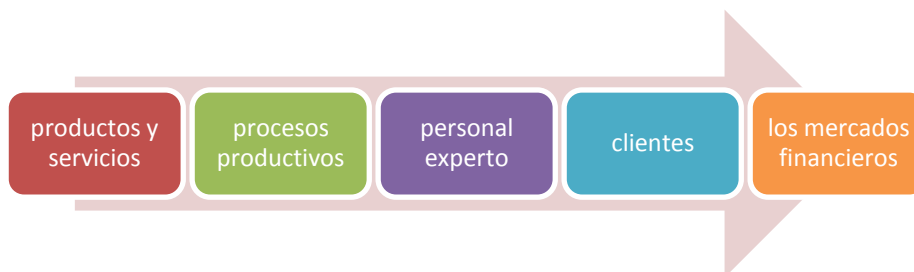 productos y
servicios
procesos
productivos
personal
experto
clientes
los mercados
financieros